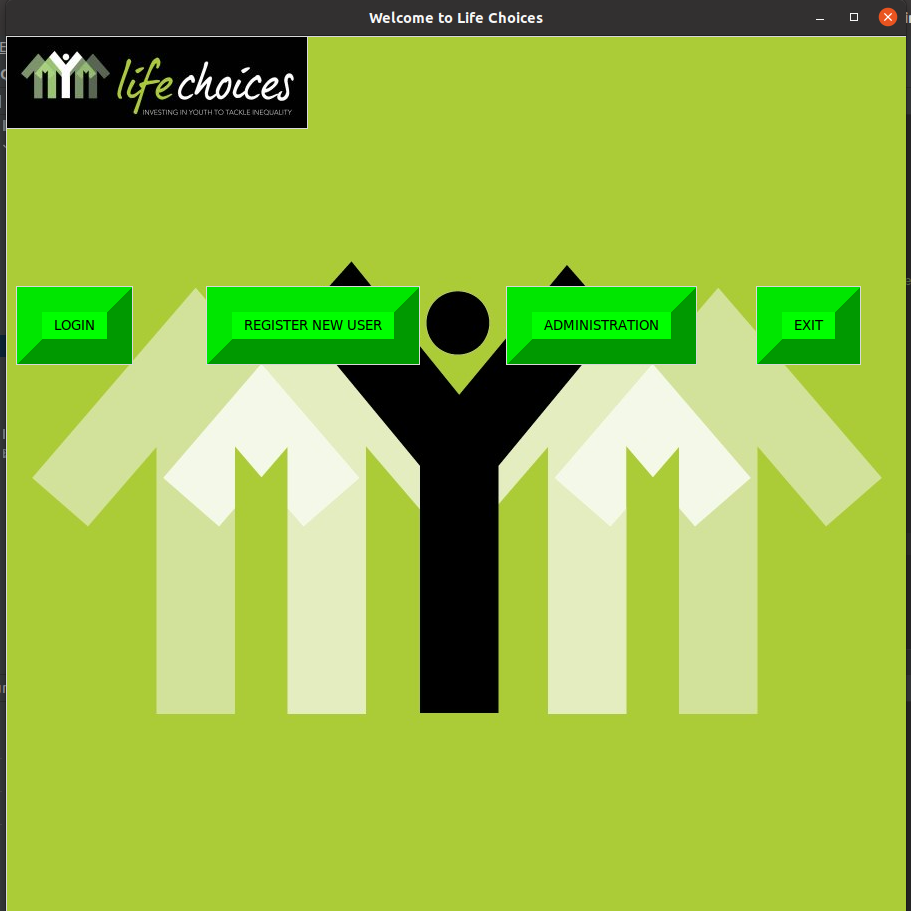 Welcome to Life Choices
life choices
INVESTING IN YOUTH TO TACKLE INEQUALITY
LOGIN
REGISTER NEW USER
ADMINISTRATION
EXIT